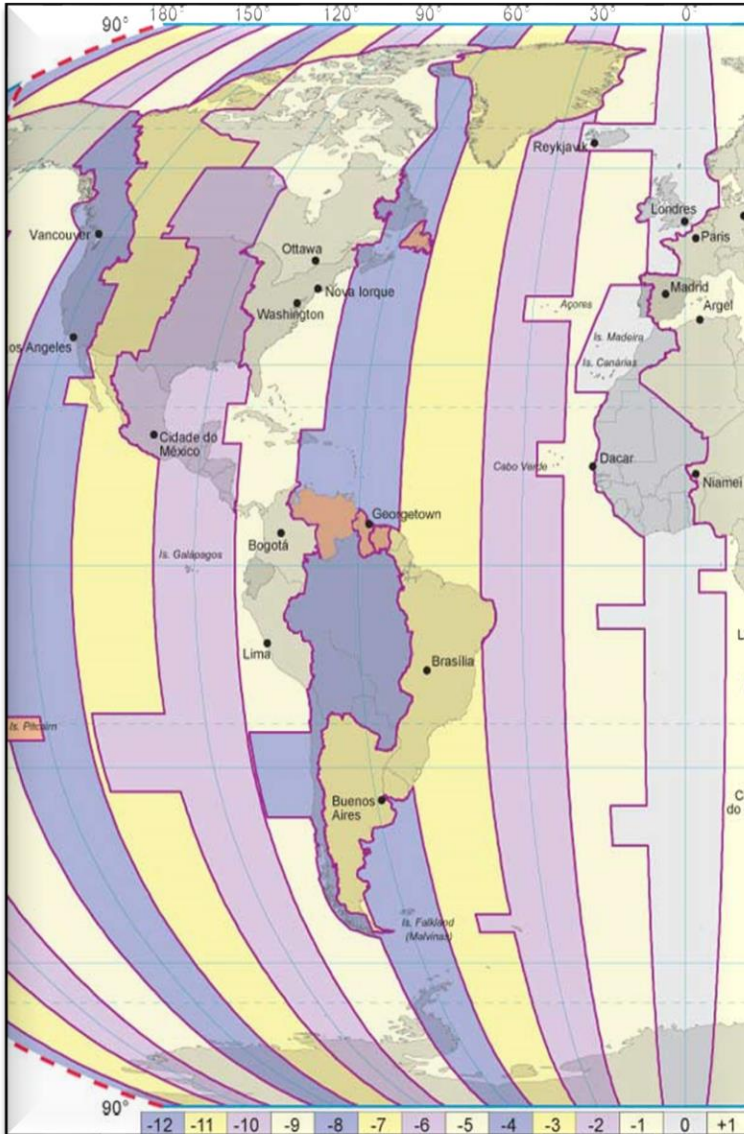 180° 150° 120° 90° 60° 30° 0°
90°
Reykjavik
Londres
Paris
Vancouver
Ottawa
Nova Iorque
Washington
Madrid
Argel
Açores
Is. Madeira
Is. Canárias
os Angeles
Cidade do
México
Cabo Verde
Dacar
Niamei
Georgetown
Bogotá
Is. Galápagos
Lima
Brasília
L
Is. Pitcairn
Buenos
Aires
C
do
Is. Falkland
(Malvinas)
90°
-12 -11 -10 -9 -8 -7 -6 -5 -4 -3 -2 -1 0 +1